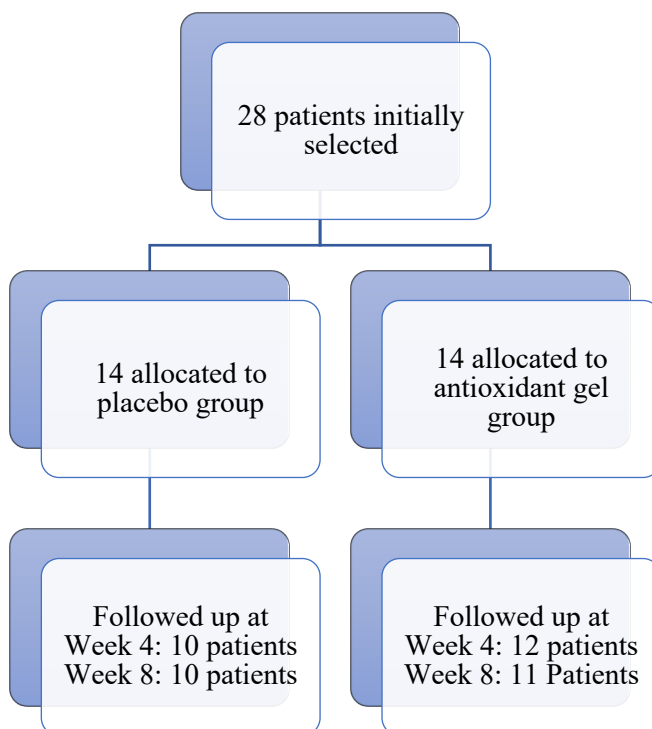 28 patients initially
selected
14 allocated to
placebo group
14 allocated to
antioxidant gel
group
Followed up at
Week 4: 10 patients
Week 8: 10 patients
Followed up at
Week 4: 12 patients
Week 8: 11 Patients